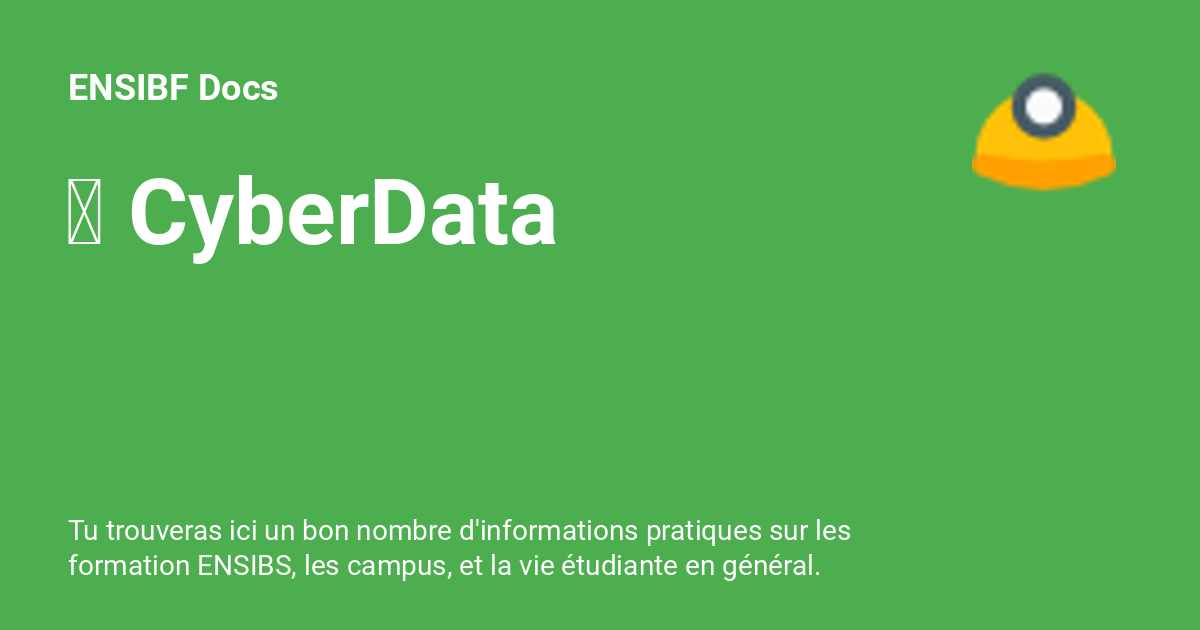 ENSIBF Docs
CyberData
Tu trouveras ici un bon nombre d'informations pratiques sur les
formation ENSIBS, les campus, et la vie étudiante en général.